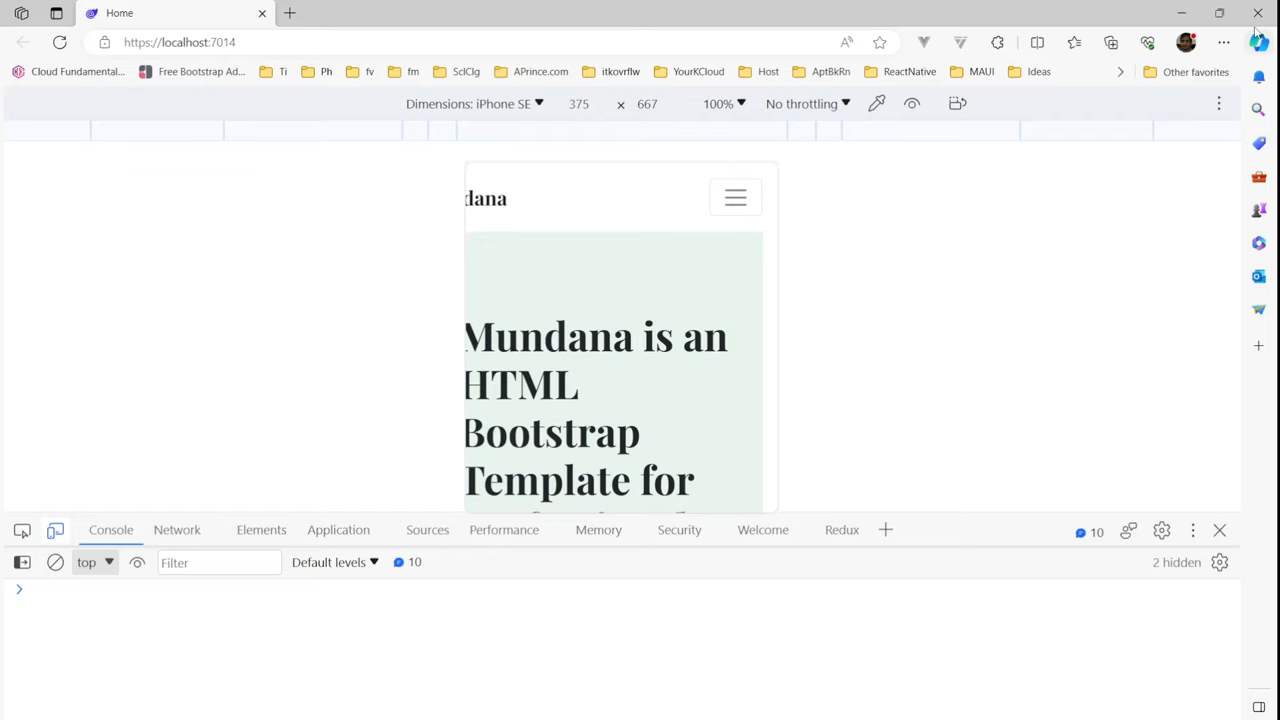 Home
https://localhost:7014
Cloud Fundamental...
Free Bootstrap Ad...
Ti
Ph
fv
fm
SclClg
APrince.com
itkovrflw
YourKCloud
Host
AptBkRn
ReactNative
MAUI
Ideas
Other favorites
Dimensions: iPhone SE
375
×
667
100%
No throttling
dana
Mundana is an
HTML
Bootstrap
Template for
Console
Network
Elements
Application
Sources
Performance
Memory
Security
Welcome
Redux
10
top
Filter
Default levels
10
2 hidden